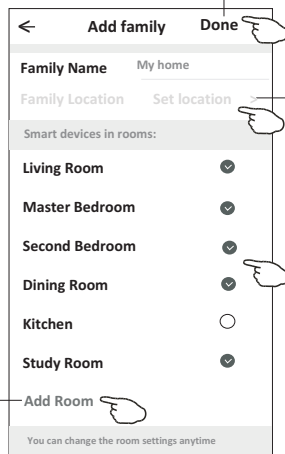 Add family Done
Family Name My home
Family Location Set location >
Smart devices in rooms:
Living Room
Master Bedroom
Second Bedroom
Dining Room
Kitchen
Study Room
Add Room
You can change the room settings anytime